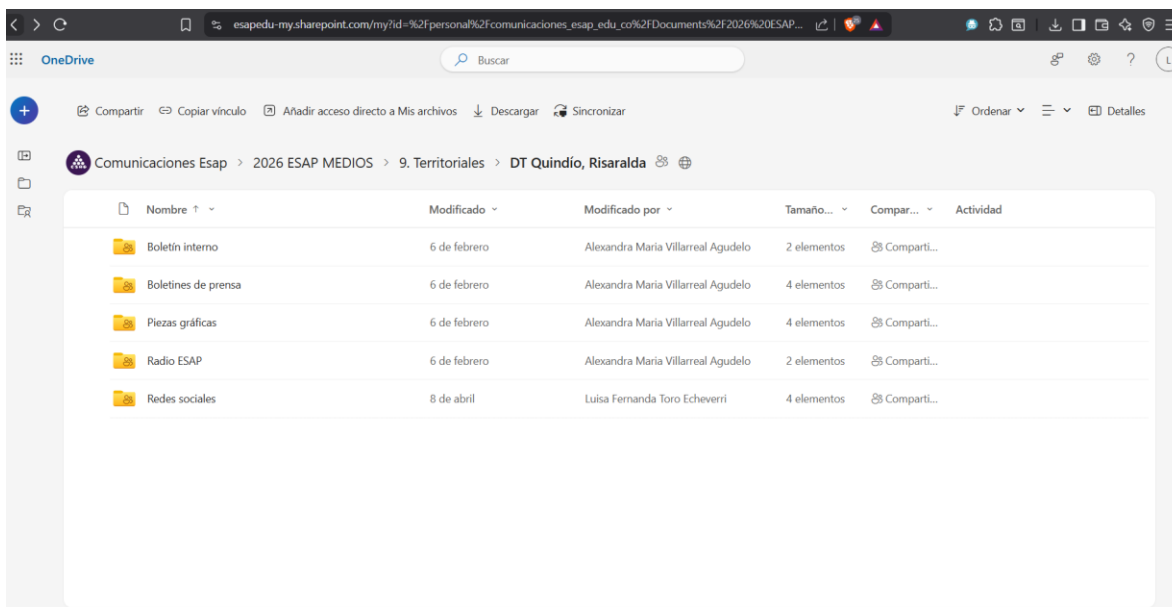 esapedu-my.sharepoint.com/my?id=%2Fpersonal%2Fcomunicaciones_esap_edu_co%2FDocuments%2F2026%20ESAP...
OneDrive Buscar ?
Compartir Copiar vínculo Añadir acceso directo a Mis archivos Descargar Sincronizar Ordenar Detalles
Comunicaciones Esap > 2026 ESAP MEDIOS > 9. Territoriales > DT Quindío, Risaralda
Nombre ↑ Modificado Modificado por Tamaño... Compar... Actividad
Boletín interno 6 de febrero Alexandra Maria Villarreal Agudelo 2 elementos Comparti...
Boletines de prensa 6 de febrero Alexandra Maria Villarreal Agudelo 4 elementos Comparti...
Piezas gráficas 6 de febrero Alexandra Maria Villarreal Agudelo 4 elementos Comparti...
Radio ESAP 6 de febrero Alexandra Maria Villarreal Agudelo 2 elementos Comparti...
Redes sociales 8 de abril Luisa Fernanda Toro Echeverri 4 elementos Comparti...